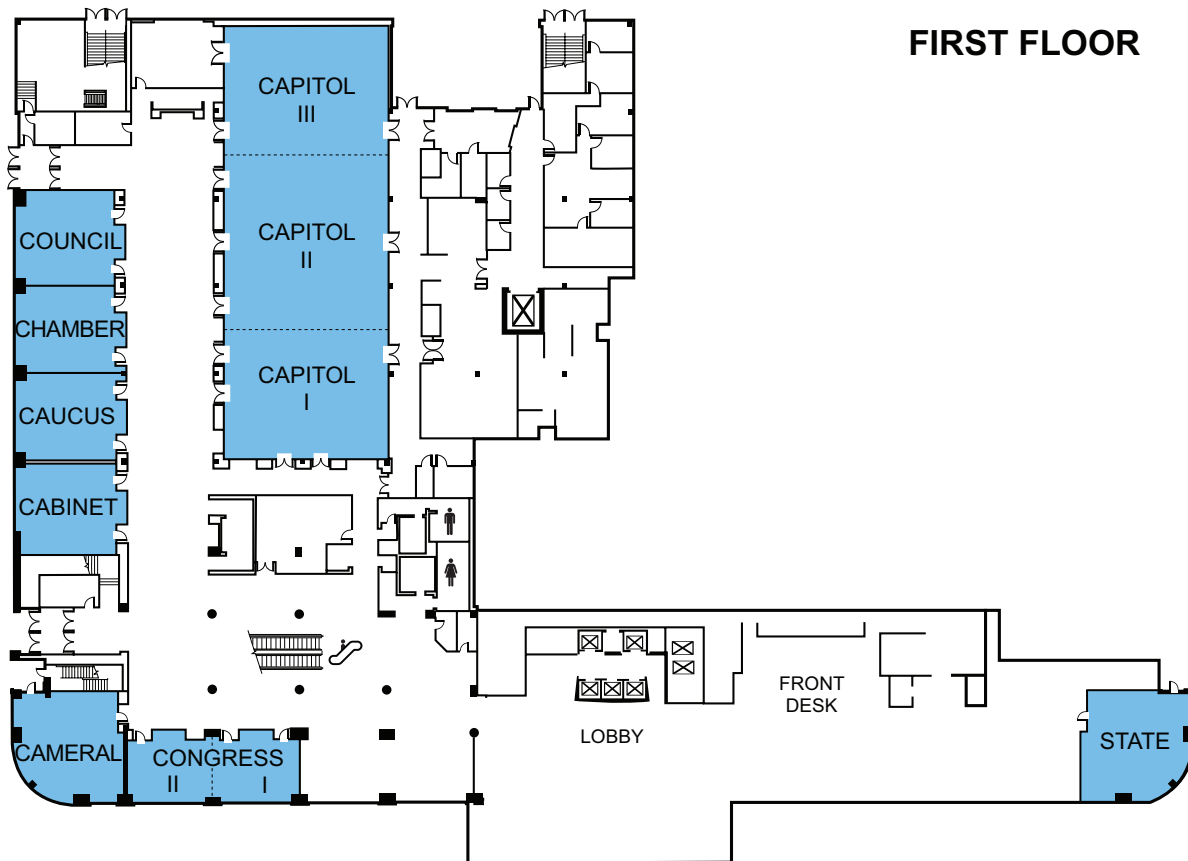 FIRST FLOOR
CAPITOL
III
COUNCIL
CAPITOL
II
CHAMBER
CAPITOL
I
CAUCUS
CABINET
FRONT
DESK
LOBBY
STATE
CAMERAL
CONGRESS
II I